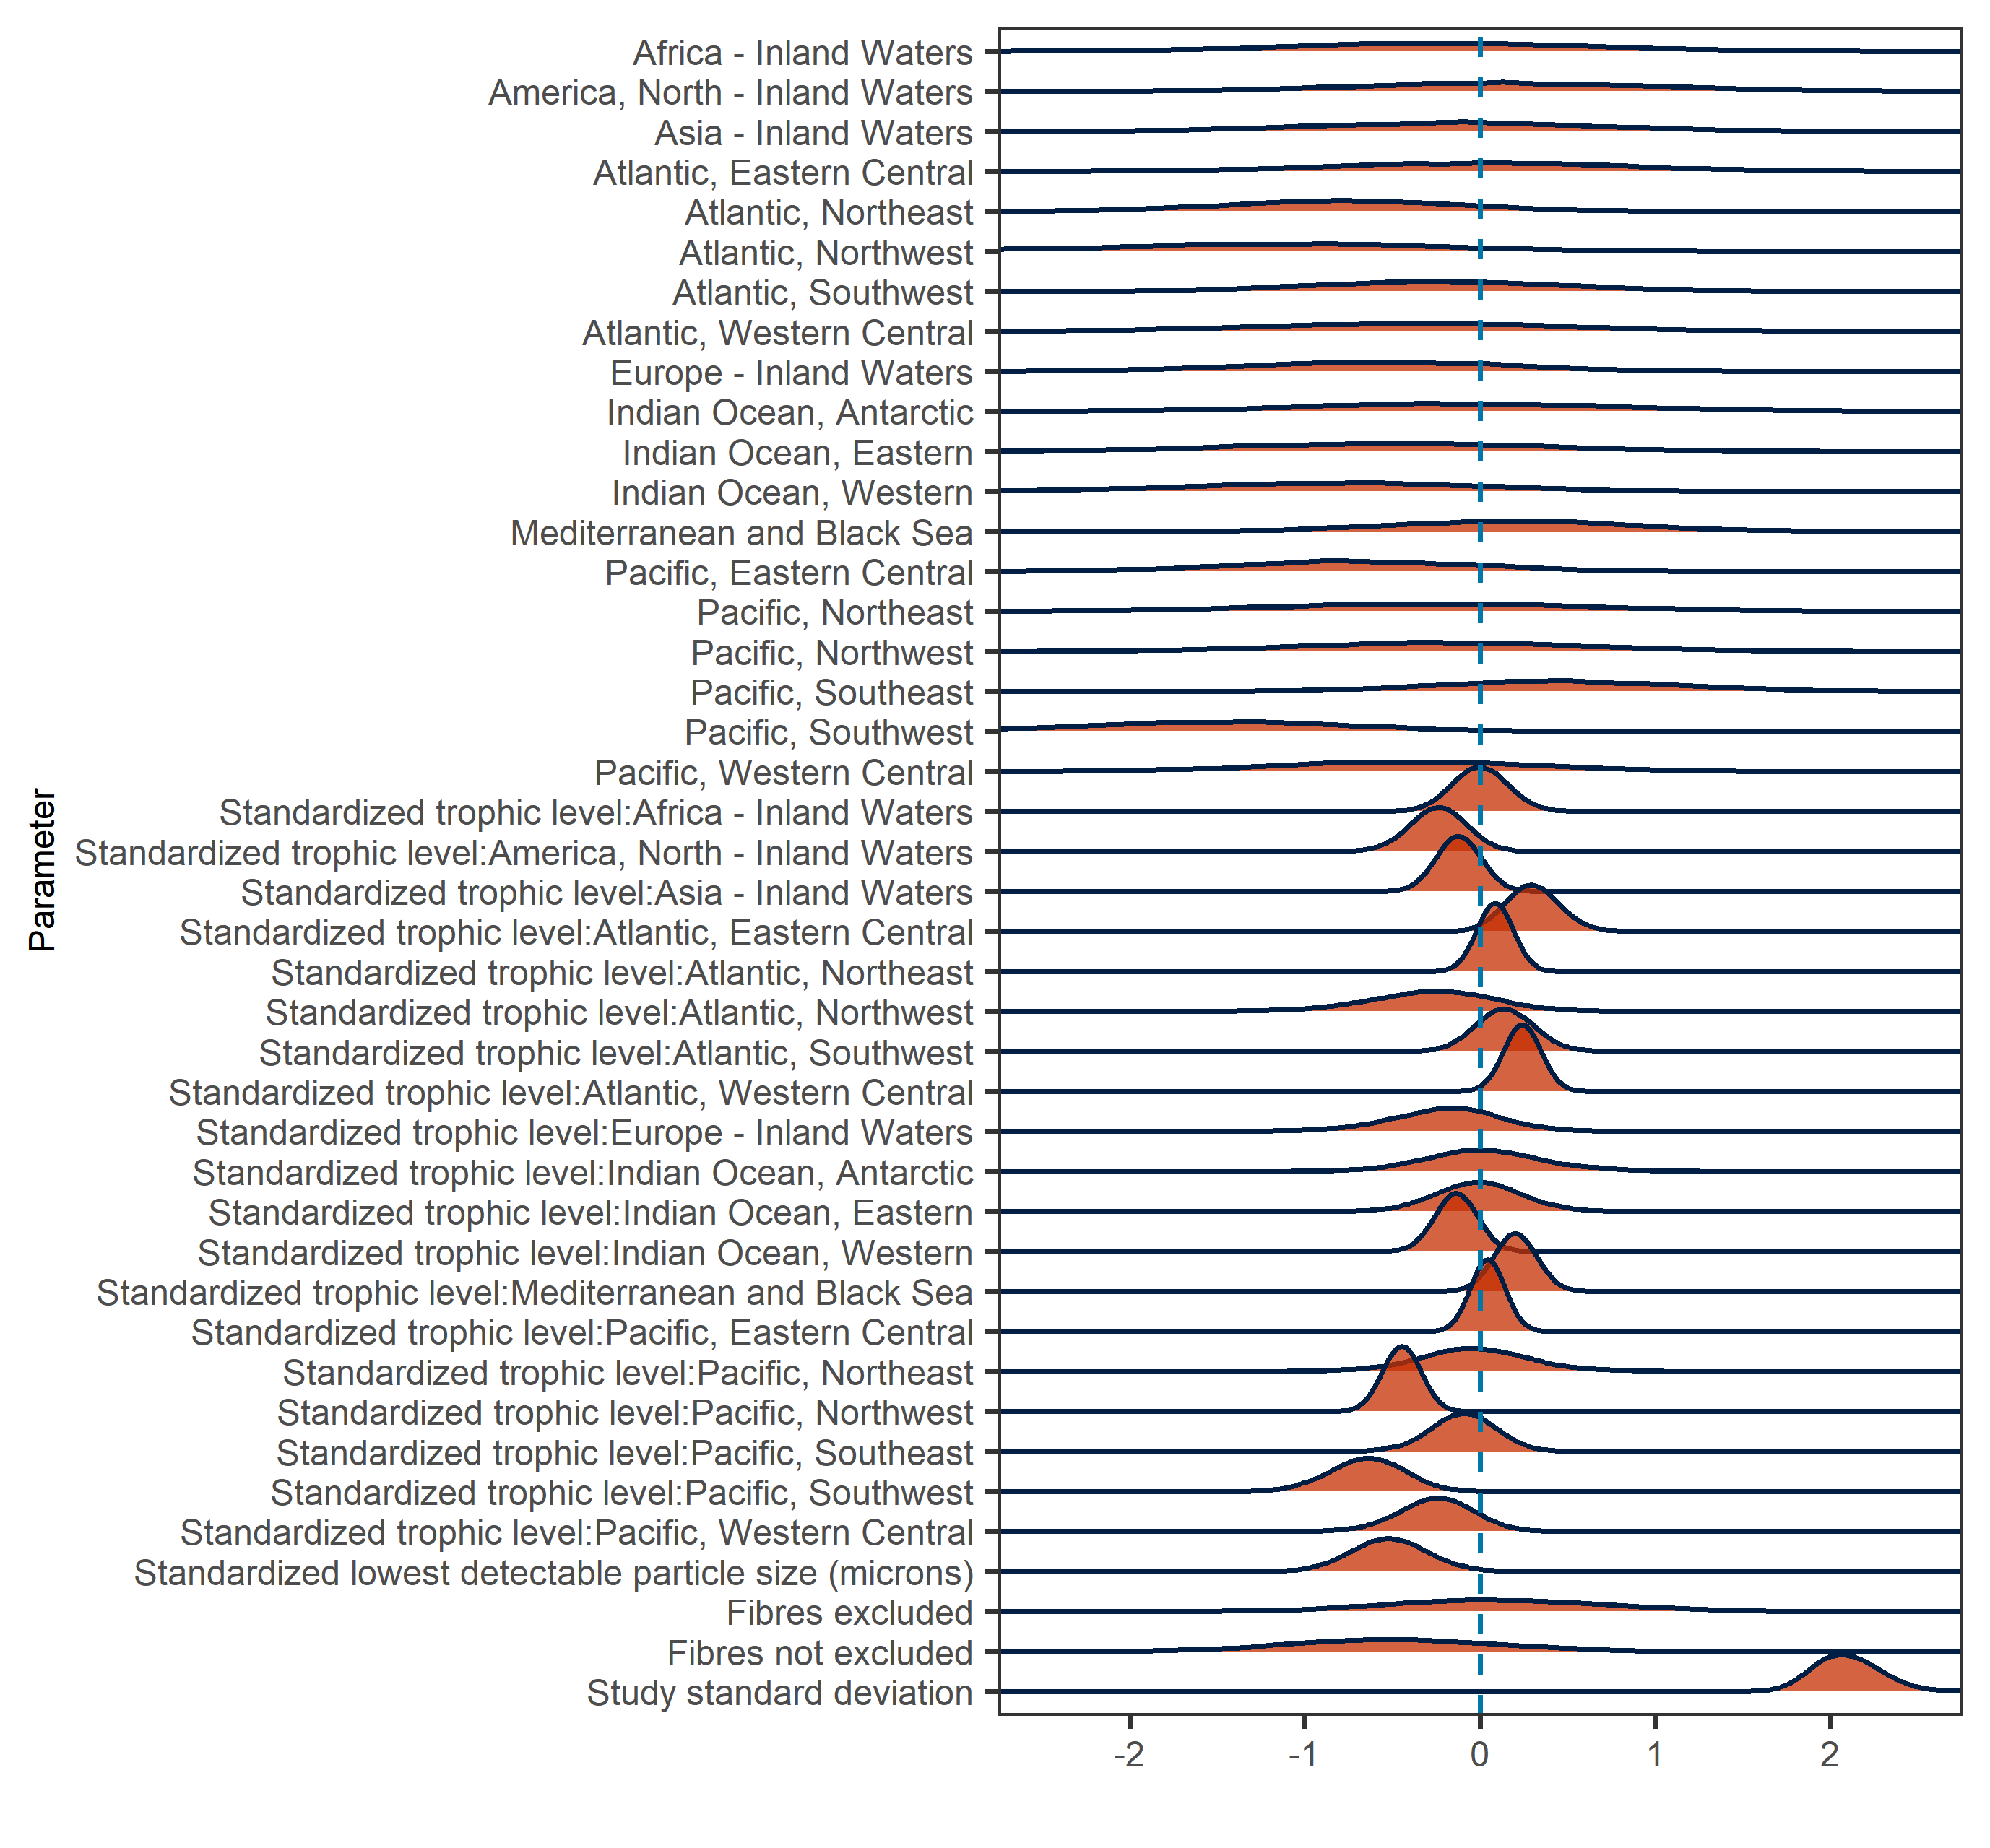 Africa - Inland Waters
America, North - Inland Waters
Asia - Inland Waters
Atlantic, Eastern Central
Atlantic, Northeast
Atlantic, Northwest
Atlantic, Southwest
Atlantic, Western Central
Europe - Inland Waters
Indian Ocean, Antarctic
Indian Ocean, Eastern
Indian Ocean, Western
Mediterranean and Black Sea
Pacific, Eastern Central
Pacific, Northeast
Pacific, Northwest
Pacific, Southeast
Pacific, Southwest
Pacific, Western Central
Standardized trophic level:Africa - Inland Waters
Standardized trophic level:America, North - Inland Waters
Standardized trophic level:Asia - Inland Waters
Standardized trophic level:Atlantic, Eastern Central
Standardized trophic level:Atlantic, Northeast
Standardized trophic level:Atlantic, Northwest
Standardized trophic level:Atlantic, Southwest
Standardized trophic level:Atlantic, Western Central
Standardized trophic level:Europe - Inland Waters
Standardized trophic level:Indian Ocean, Antarctic
Standardized trophic level:Indian Ocean, Eastern
Standardized trophic level:Indian Ocean, Western
Standardized trophic level:Mediterranean and Black Sea
Standardized trophic level:Pacific, Eastern Central
Standardized trophic level:Pacific, Northeast
Standardized trophic level:Pacific, Northwest
Standardized trophic level:Pacific, Southeast
Standardized trophic level:Pacific, Southwest
Standardized trophic level:Pacific, Western Central
Standardized lowest detectable particle size (microns)
Fibres excluded
Fibres not excluded
Study standard deviation
Parameter
-2 -1 0 1 2